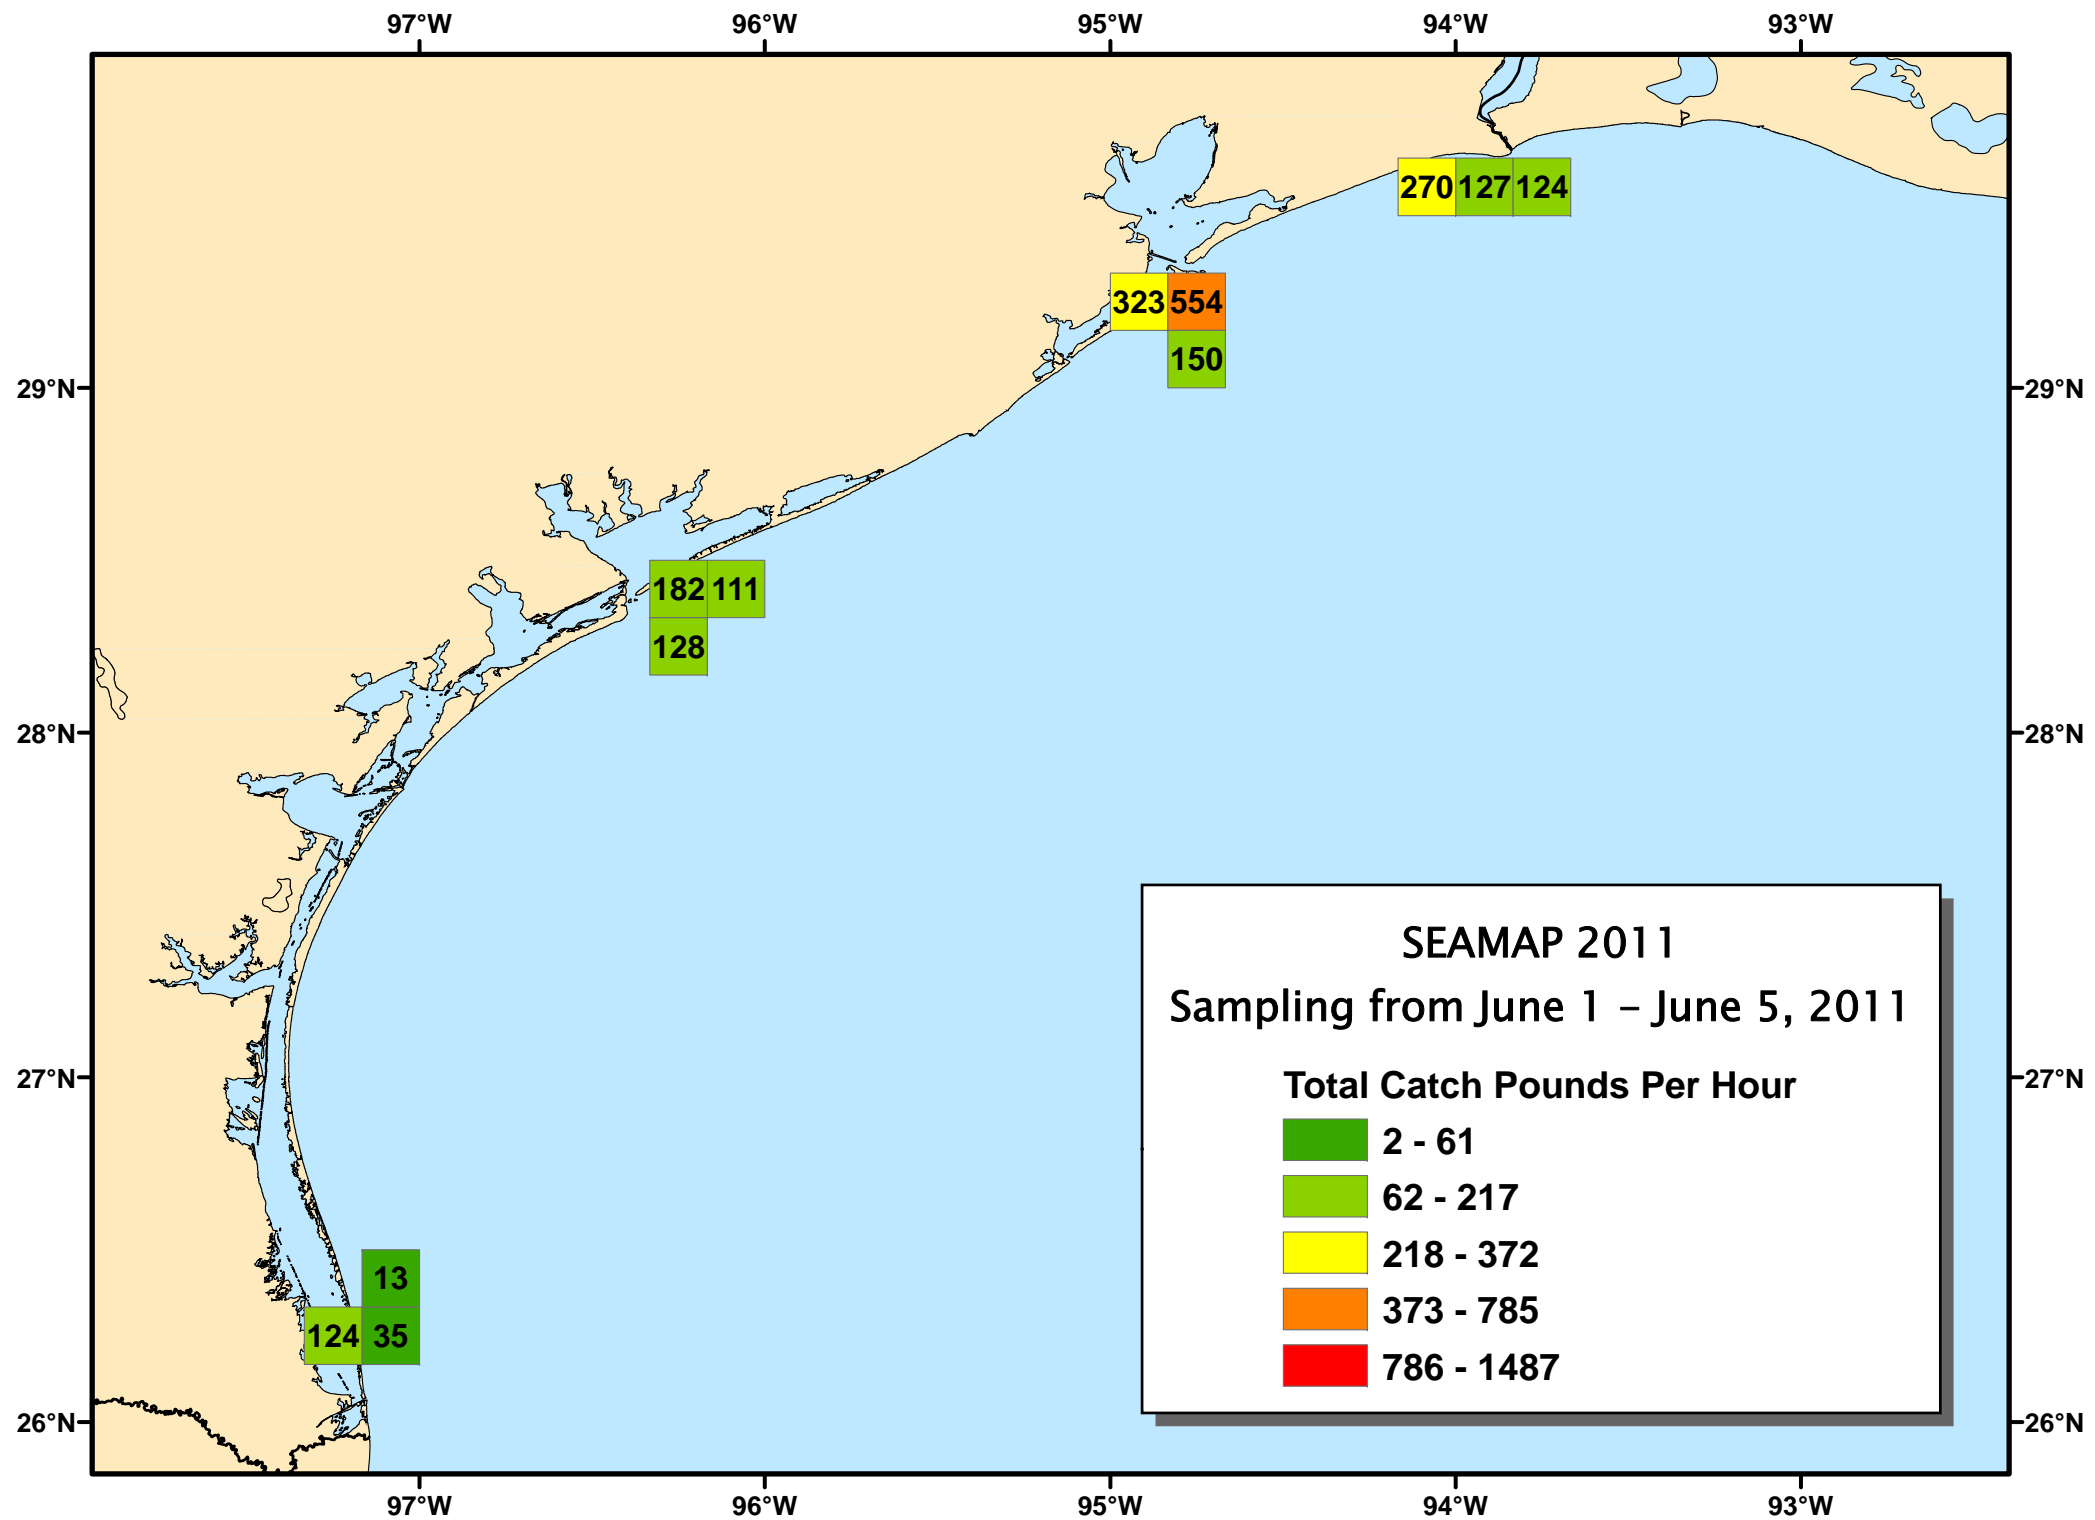 97°W 96°W 95°W 94°W 93°W
270 127 124
323 554
150
29°N 29°N
182 111
128
28°N 28°N
SEAMAP 2011
Sampling from June 1 – June 5, 2011
Total Catch Pounds Per Hour
2 - 61
62 - 217
218 - 372
373 - 785
786 - 1487
27°N 27°N
13
124 35
26°N 26°N
97°W 96°W 95°W 94°W 93°W